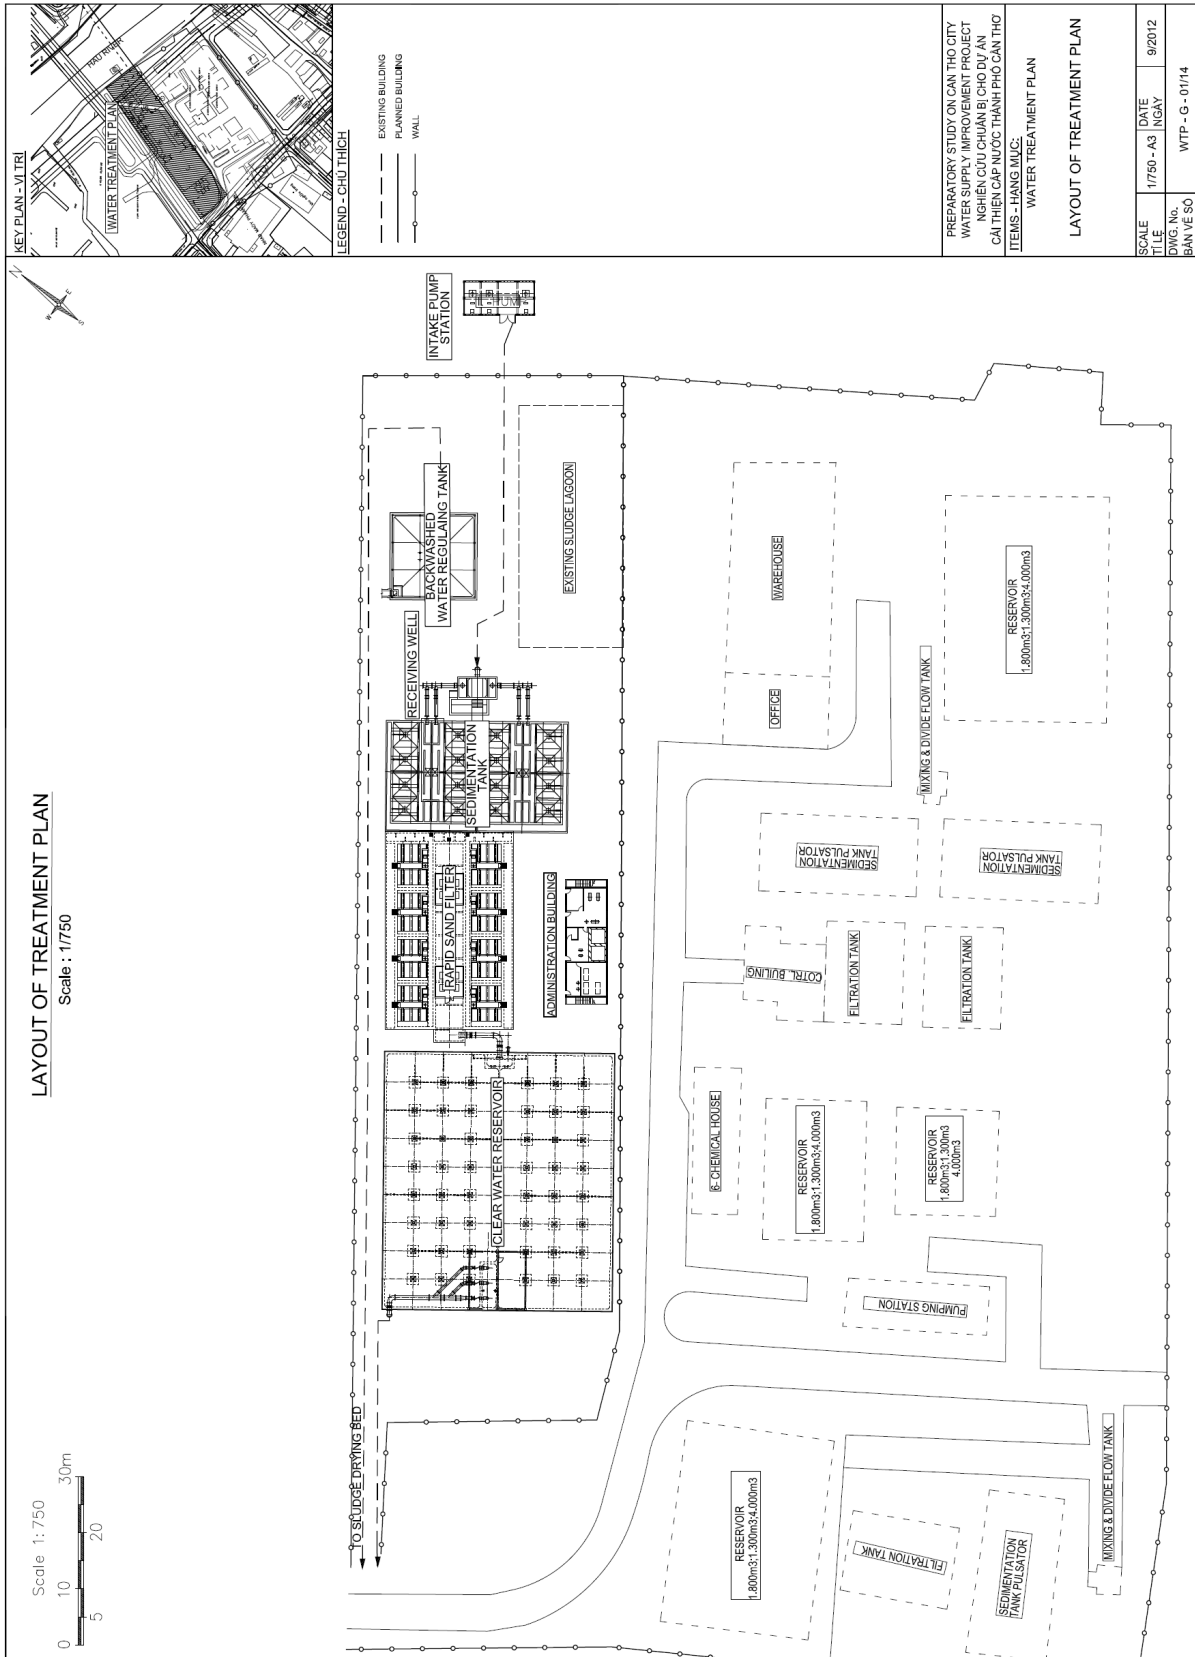 KEY PLAN - VỊ TRÍ
HAU RIVER
WATER TREATMENT PLAN
LEGEND - CHÚ THÍCH
EXISTING BUILDING
PLANNED BUILDING
WALL
PREPARATORY STUDY ON CAN THO CITY
WATER SUPPLY IMPROVEMENT PROJECT
NGHIÊN CỨU CHUẨN BỊ CHO DỰ ÁN
CẢI THIỆN CẤP NƯỚC THÀNH PHỐ CẦN THƠ
ITEMS - HẠNG MỤC:
WATER TREATMENT PLAN
LAYOUT OF TREATMENT PLAN
SCALE
TỈ LỆ
1/750 - A3
DATE
NGÀY
9/2012
DWG. No.
BẢN VẼ SỐ
WTP - G - 01/14
LAYOUT OF TREATMENT PLAN
Scale : 1/750
N
W
E
S
INTAKE PUMP
STATION
BACKWASHED
WATER REGULAING TANK
EXISTING SLUDGE LAGOON
RECEIVING WELL
SEDIMENTATION
TANK
RAPID SAND FILTER
ADMINISTRATION BUILDING
CLEAR WATER RESERVOIR
TO SLUDGE DRYING BED
WAREHOUSE
OFFICE
RESERVOIR
1.800m3;1.300m3;4.000m3
MIXING & DIVIDE FLOW TANK
SEDIMENTATION
TANK PULSATOR
SEDIMENTATION
TANK PULSATOR
COTRL. BUILING
FILTRATION TANK
FILTRATION TANK
6- CHEMICAL HOUSE
RESERVOIR
1.800m3;1.300m3;4.000m3
RESERVOIR
1.800m3;1.300m3
4.000m3
PUMPING STATION
RESERVOIR
1.800m3;1.300m3;4.000m3
FILTRATION TANK
SEDIMENTATION
TANK PULSATOR
MIXING & DIVIDE FLOW TANK
Scale 1:750
0 10 30m
5 20